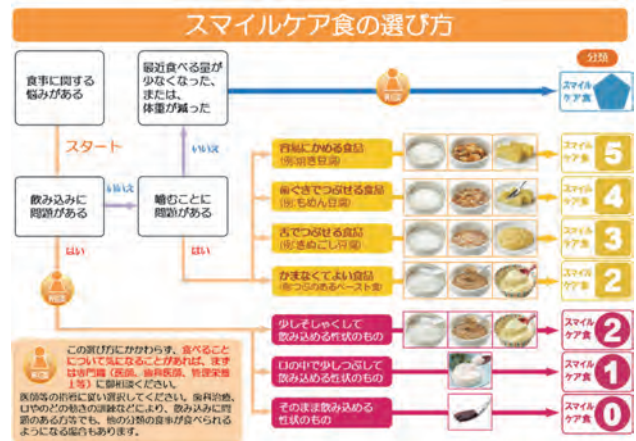 スマイルケア食の選び方
分類
食事に関する
悩みがある
最近食べる量が
少なくなった、
または、
体重が減った
相談
スマイル
ケア食
スタート
いいえ
飲み込みに
問題がある
いいえ
噛むことに
問題がある
はい
はい
容易にかめる食品
(例:焼き豆腐)
スマイル
ケア食
5
歯ぐきでつぶせる食品
(例:もめん豆腐)
スマイル
ケア食
4
舌でつぶせる食品
(例:きぬごし豆腐)
スマイル
ケア食
3
かまなくてよい食品
(例:つぶのあるペースト食)
スマイル
ケア食
2
相談
少しそしゃくして
飲み込める性状のもの
スマイル
ケア食
2
口の中で少しつぶして
飲み込める性状のもの
スマイル
ケア食
1
そのまま飲み込める
性状のもの
スマイル
ケア食
0
相談
この選び方にかかわらず、食べること
について気になることがあれば、まず
は専門職(医師、歯科医師、管理栄養
士等)に御相談ください。
医師等の指導に従い選択してください。歯科治療、
口やのどの動きの訓練などにより、飲み込みに問
題のある方等でも、他の分類の食事が食べられる
ようになる場合もあります。